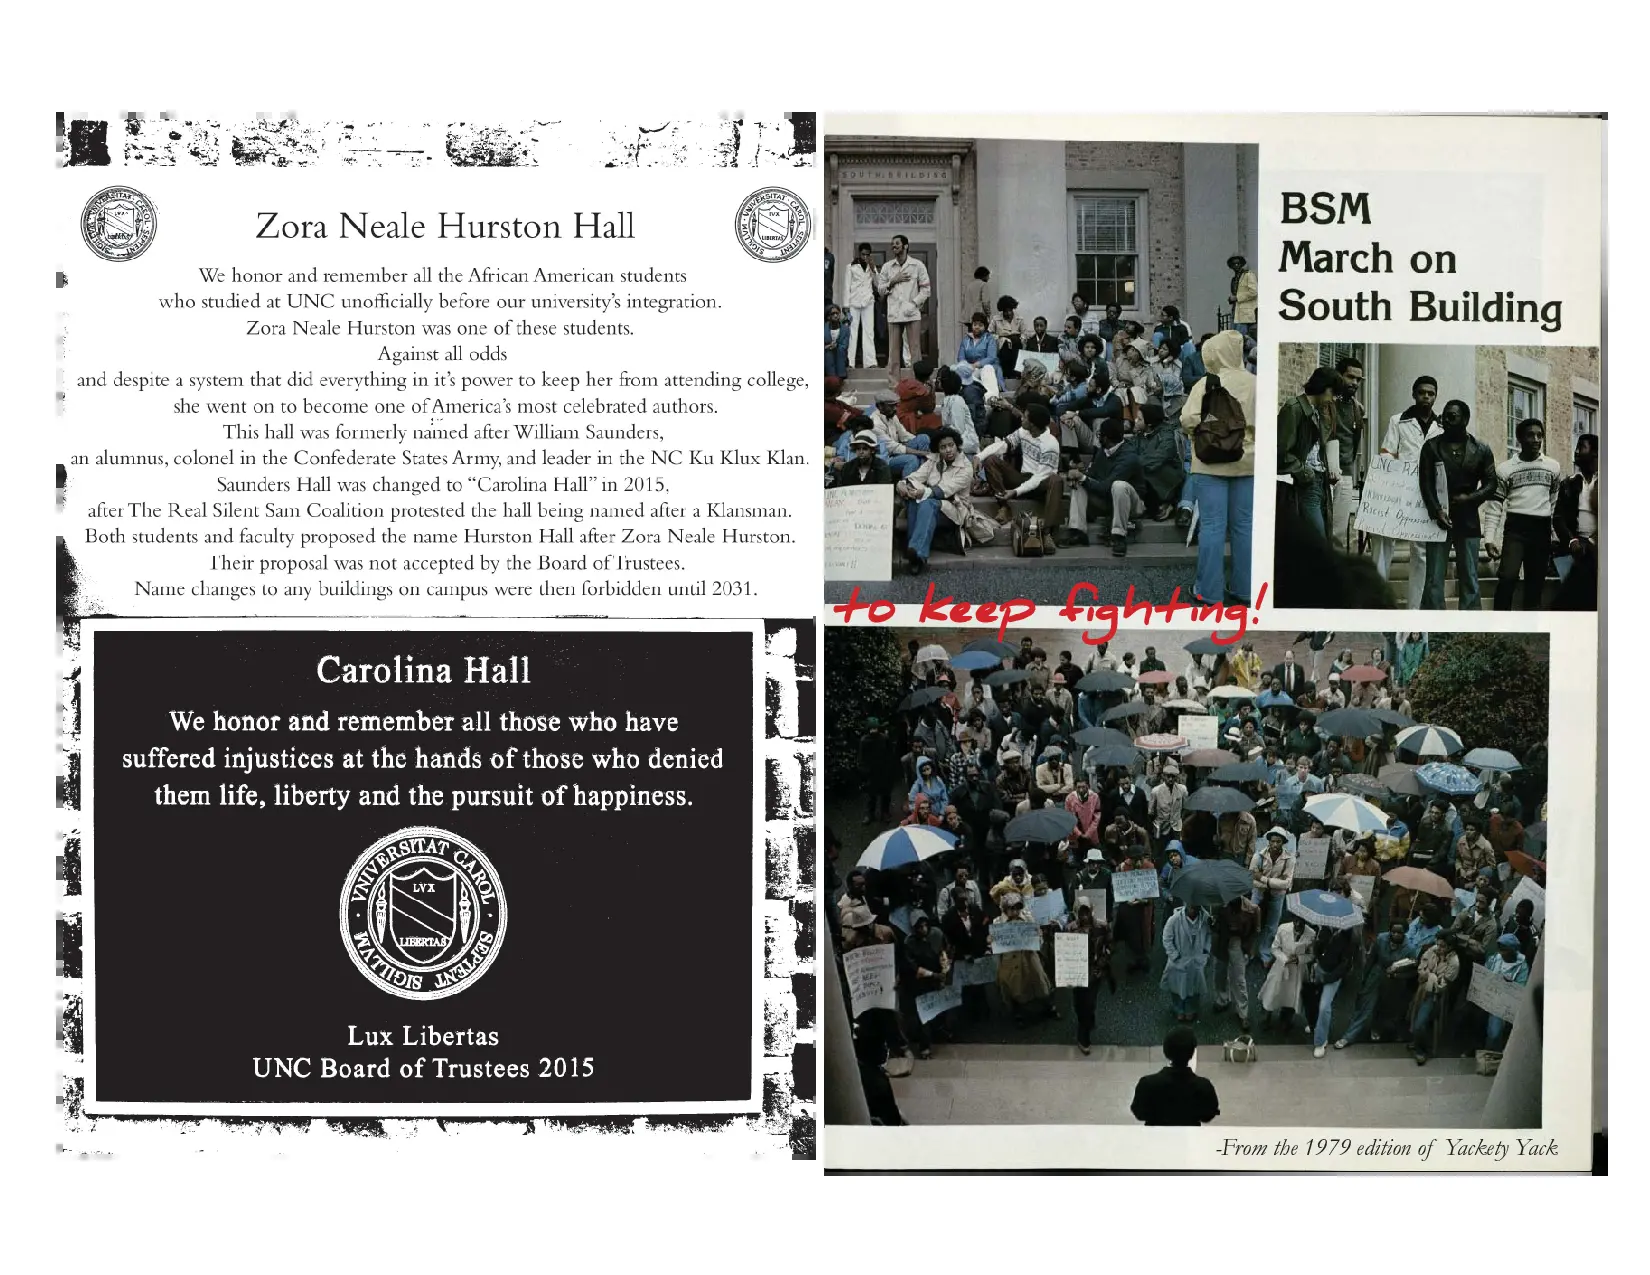 Zora Neale Hurston Hall
We honor and remember all the African American students
who studied at UNC unofficially before our university's integration.
Zora Neale Hurston was one of these students.
Against all odds
and despite a system that did everything in it's power to keep her from attending college,
she went on to become one of America's most celebrated authors.
This hall was formerly named after William Saunders,
an alumnus, colonel in the Confederate States Army, and leader in the NC Ku Klux Klan.
Saunders Hall was changed to “Carolina Hall” in 2015,
after The Real Silent Sam Coalition protested the hall being named after a Klansman.
Both students and faculty proposed the name Hurston Hall after Zora Neale Hurston.
Their proposal was not accepted by the Board of Trustees.
Name changes to any buildings on campus were then forbidden until 2031.
Carolina Hall
We honor and remember all those who have
suffered injustices at the hands of those who denied
them life, liberty and the pursuit of happiness.
SIGILLVM · VNIVERSITAT · CAROL · SEPTENT
LVX
LIBERTAS
Lux Libertas
UNC Board of Trustees 2015
SOUTH BUILDING
BSM
March on
South Building
Racist Oppression
to keep fighting!
-From the 1979 edition of Yackety Yack